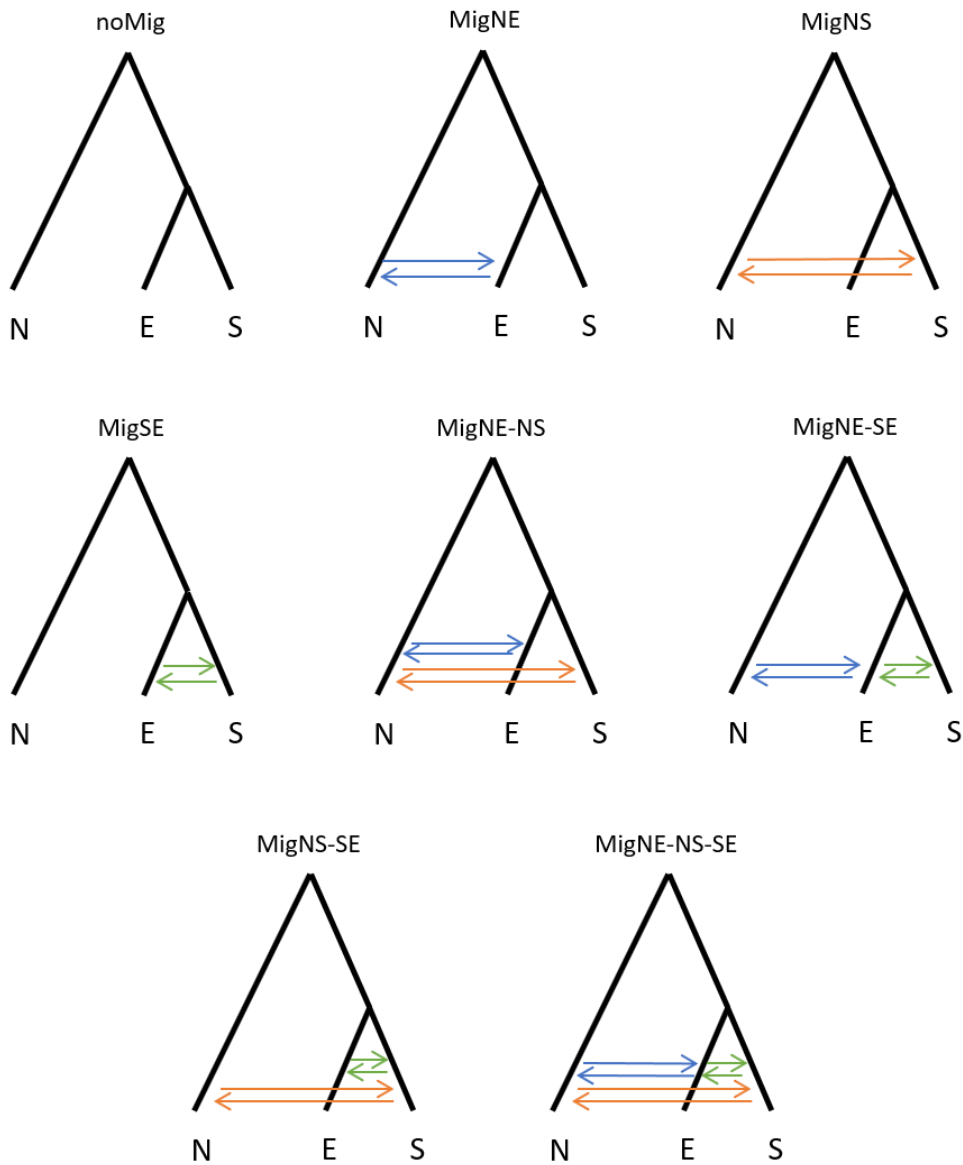 noMig MigNE MigNS
N E S N E S N E S
MigSE MigNE-NS MigNE-SE
N E S N E S N E S
MigNS-SE MigNE-NS-SE
N E S N E S